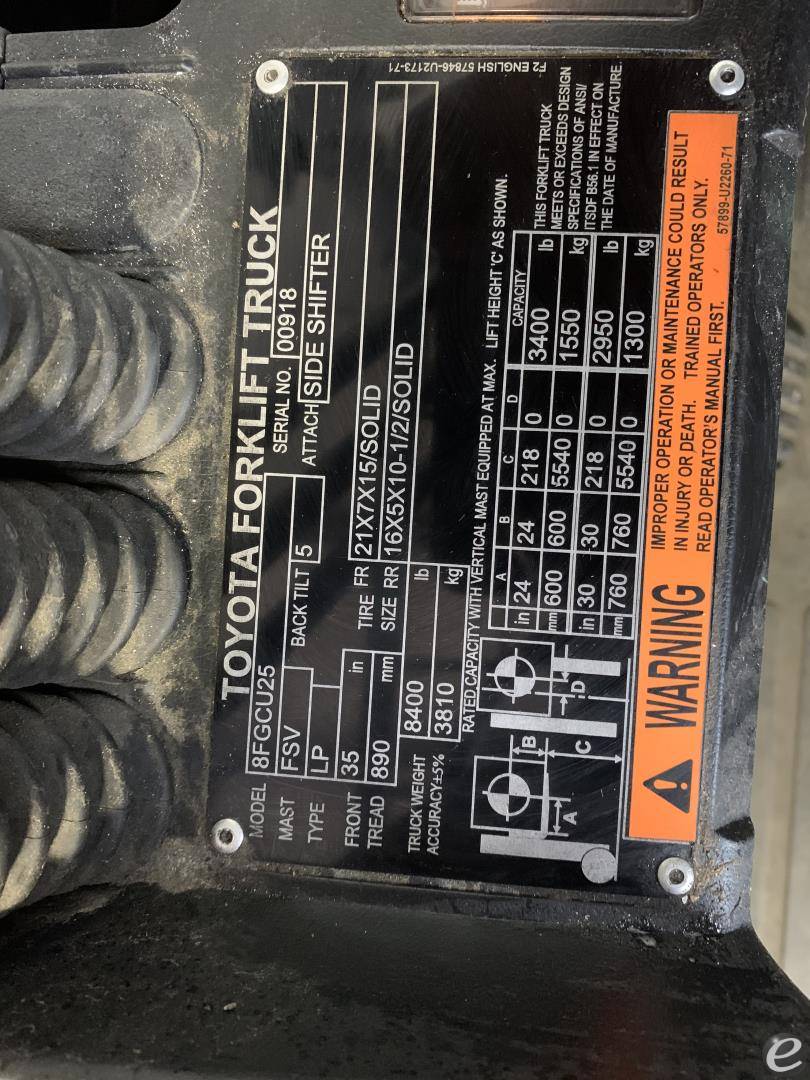 TOYOTA FORKLIFT TRUCK
MODEL 8FGCU25 SERIAL NO. 00918
MAST FSV BACK TILT 5 ATTACH SIDE SHIFTER
TYPE LP
FRONT 35 in TIRE FR 21X7X15/SOLID
TREAD 890 mm SIZE RR 16X5X10-1/2/SOLID
TRUCK WEIGHT 8400 lb
ACCURACY±5% 3810 kg
RATED CAPACITY WITH VERTICAL MAST EQUIPPED AT MAX. LIFT HEIGHT 'C' AS SHOWN.
A B C D CAPACITY
in 24 24 218 0 3400 lb
mm 600 600 5540 0 1550 kg
in 30 30 218 0 2950 lb
mm 760 760 5540 0 1300 kg
A B C D
THIS FORKLIFT TRUCK
MEETS OR EXCEEDS DESIGN
SPECIFICATIONS OF ANSI/
ITSDF B56.1 IN EFFECT ON
THE DATE OF MANUFACTURE.
WARNING
IMPROPER OPERATION OR MAINTENANCE COULD RESULT
IN INJURY OR DEATH. TRAINED OPERATORS ONLY.
READ OPERATOR'S MANUAL FIRST.
57899-U2260-71
F2 ENGLISH 57846-U2173-71
e